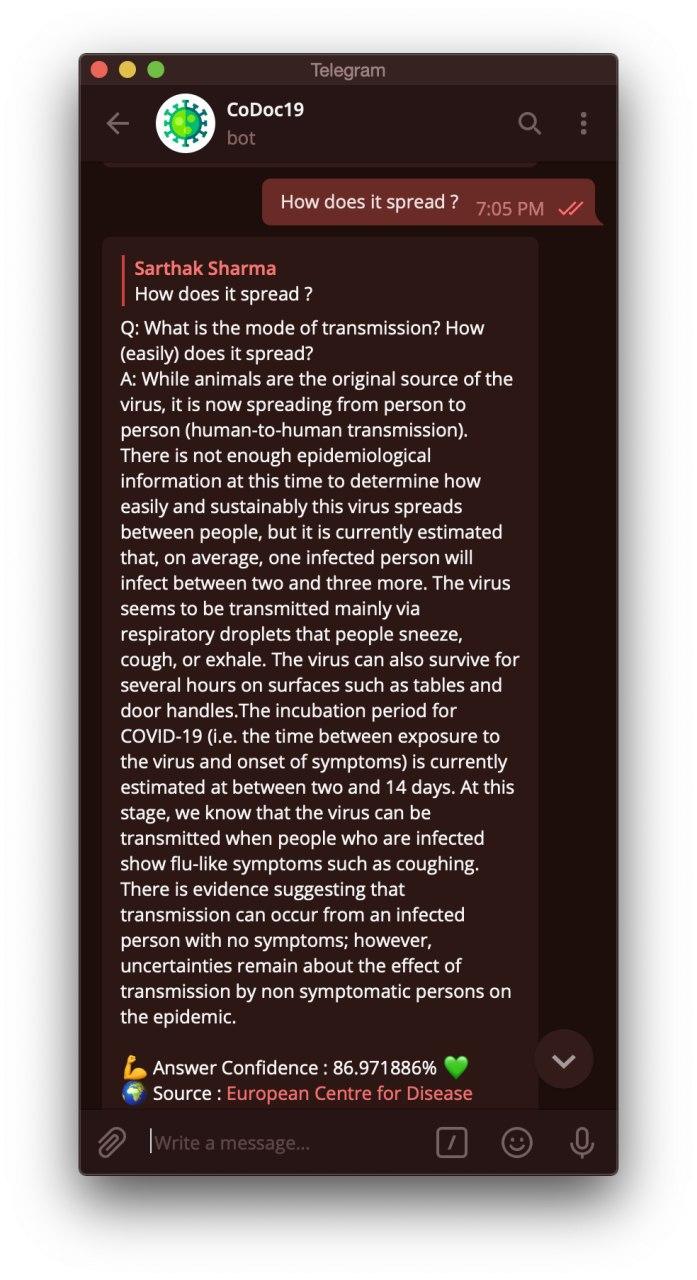 Telegram
CoDoc19
bot
How does it spread ?
7:05 PM
Sarthak Sharma
How does it spread ?
Q: What is the mode of transmission? How
(easily) does it spread?
A: While animals are the original source of the
virus, it is now spreading from person to
person (human-to-human transmission).
There is not enough epidemiological
information at this time to determine how
easily and sustainably this virus spreads
between people, but it is currently estimated
that, on average, one infected person will
infect between two and three more. The virus
seems to be transmitted mainly via
respiratory droplets that people sneeze,
cough, or exhale. The virus can also survive for
several hours on surfaces such as tables and
door handles.The incubation period for
COVID-19 (i.e. the time between exposure to
the virus and onset of symptoms) is currently
estimated at between two and 14 days. At this
stage, we know that the virus can be
transmitted when people who are infected
show flu-like symptoms such as coughing.
There is evidence suggesting that
transmission can occur from an infected
person with no symptoms; however,
uncertainties remain about the effect of
transmission by non symptomatic persons on
the epidemic.
💪 Answer Confidence : 86.971886% 💚
🌍 Source : European Centre for Disease
Write a message...